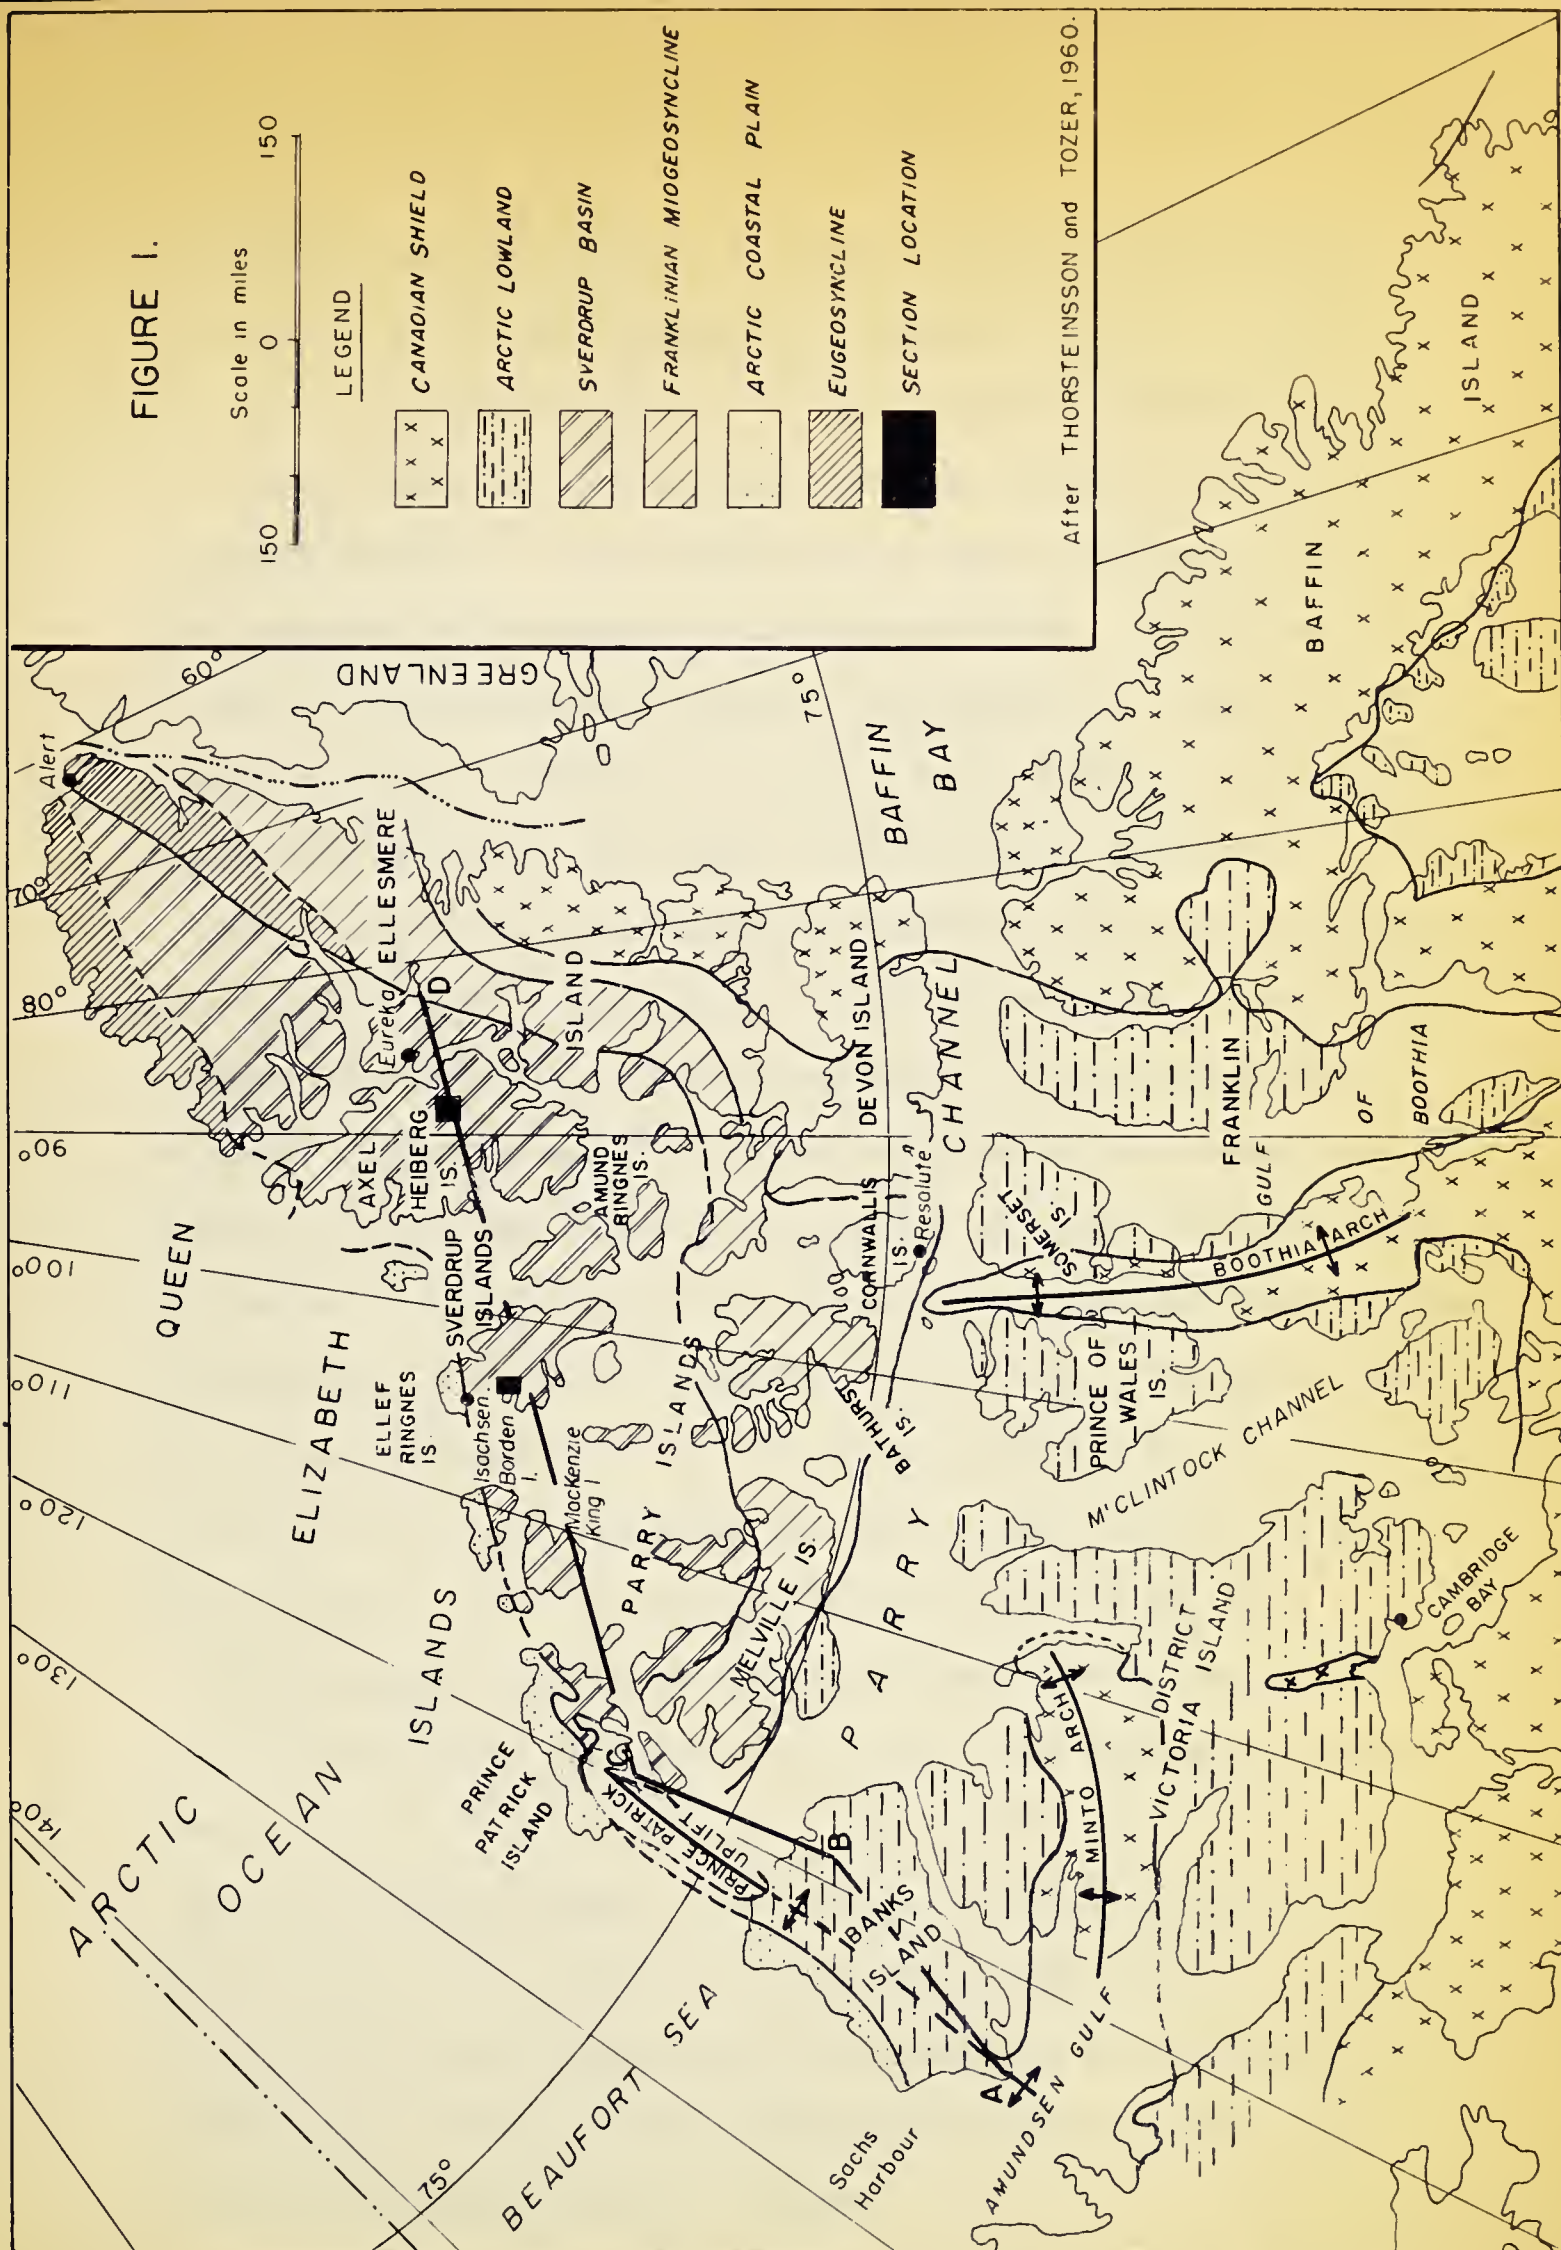 FIGURE 1.
Scale in miles
150 0 150
LEGEND
CANADIAN SHIELD
ARCTIC LOWLAND
SVERDRUP BASIN
FRANKLINIAN MIOGEOSYNCLINE
ARCTIC COASTAL PLAIN
EUGEOSYNCLINE
SECTION LOCATION
After THORSTEINSSON and TOZER, 1960.
ARCTIC
OCEAN
BEAUFORT SEA
QUEEN
ELIZABETH
ISLANDS
140°
130°
120°
110°
100°
90°
80°
70°
60°
75°
75°
Alert
GREENLAND
ELLESMERE
ISLAND
Eureka
D
AXEL
HEIBERG
IS.
SVERDRUP
ISLANDS
AMUND
RINGNES
IS.
ELLEF
RINGNES
IS
Isachsen
Borden
I.
MacKenzie
King I
PARRY
ISLANDS
PRINCE
PATRICK
ISLAND
C
PRINCE PATRICK
UPLIFT
MELVILLE IS.
BATHURST
IS.
CORNWALLIS
IS.
Resolute
DEVON ISLAND
BAFFIN
BAY
PARRY
CHANNEL
B
BANKS
ISLAND
A
Sachs
Harbour
AMUNDSEN GULF
MINTO ARCH
DISTRICT
VICTORIA
ISLAND
CAMBRIDGE
BAY
M'CLINTOCK CHANNEL
PRINCE OF
WALES
IS.
SOMERSET
IS.
BOOTHIA ARCH
FRANKLIN
GULF
OF
BOOTHIA
BAFFIN
ISLAND